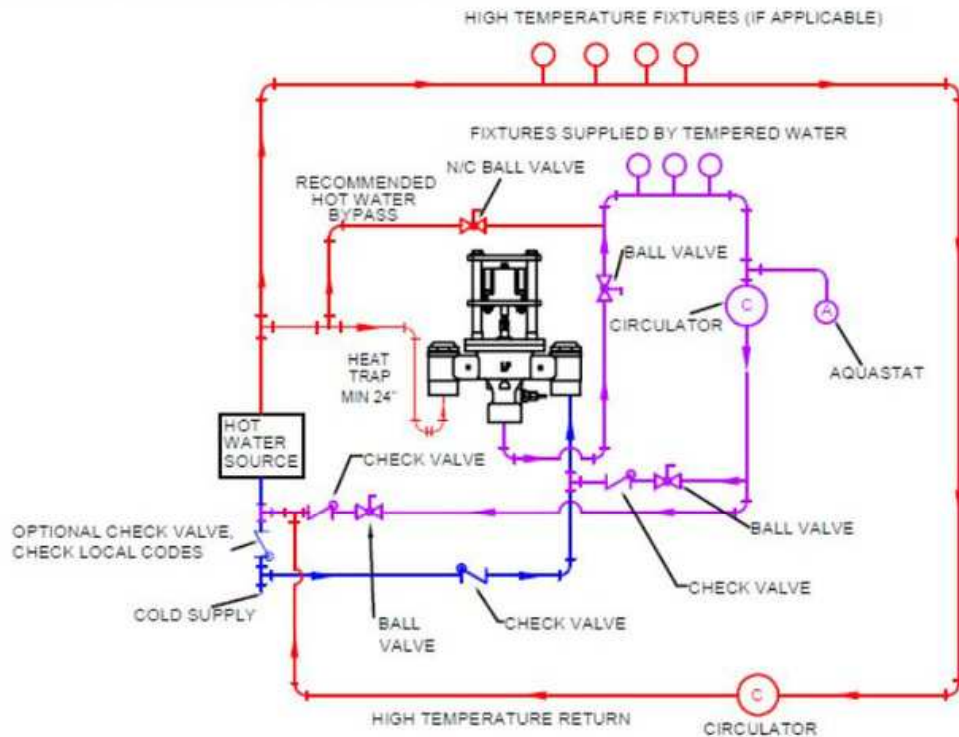 HIGH TEMPERATURE FIXTURES (IF APPLICABLE)
FIXTURES SUPPLIED BY TEMPERED WATER
N/C BALL VALVE
RECOMMENDED
HOT WATER
BYPASS
BALL VALVE
C
CIRCULATOR
A
AQUASTAT
HEAT
TRAP
MIN 24"
HOT
WATER
SOURCE
CHECK VALVE
OPTIONAL CHECK VALVE,
CHECK LOCAL CODES
BALL VALVE
CHECK VALVE
COLD SUPPLY
BALL
VALVE
CHECK VALVE
C
HIGH TEMPERATURE RETURN
CIRCULATOR